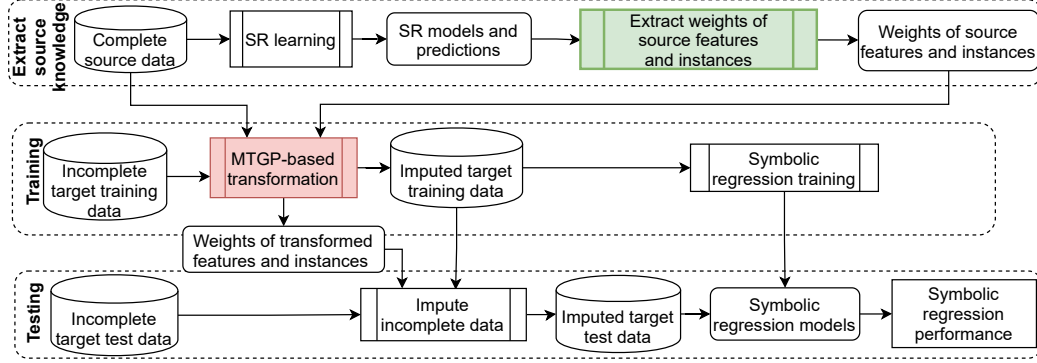 Extract
source
knowledge
Complete
source data
SR learning
SR models and
predictions
Extract weights of
source features
and instances
Weights of source
features and instances
Training
Incomplete
target training
data
MTGP-based
transformation
Imputed target
training data
Symbolic
regression training
Weights of transformed
features and instances
Testing
Incomplete
target test data
Impute
incomplete data
Imputed target
test data
Symbolic
regression models
Symbolic
regression
performance